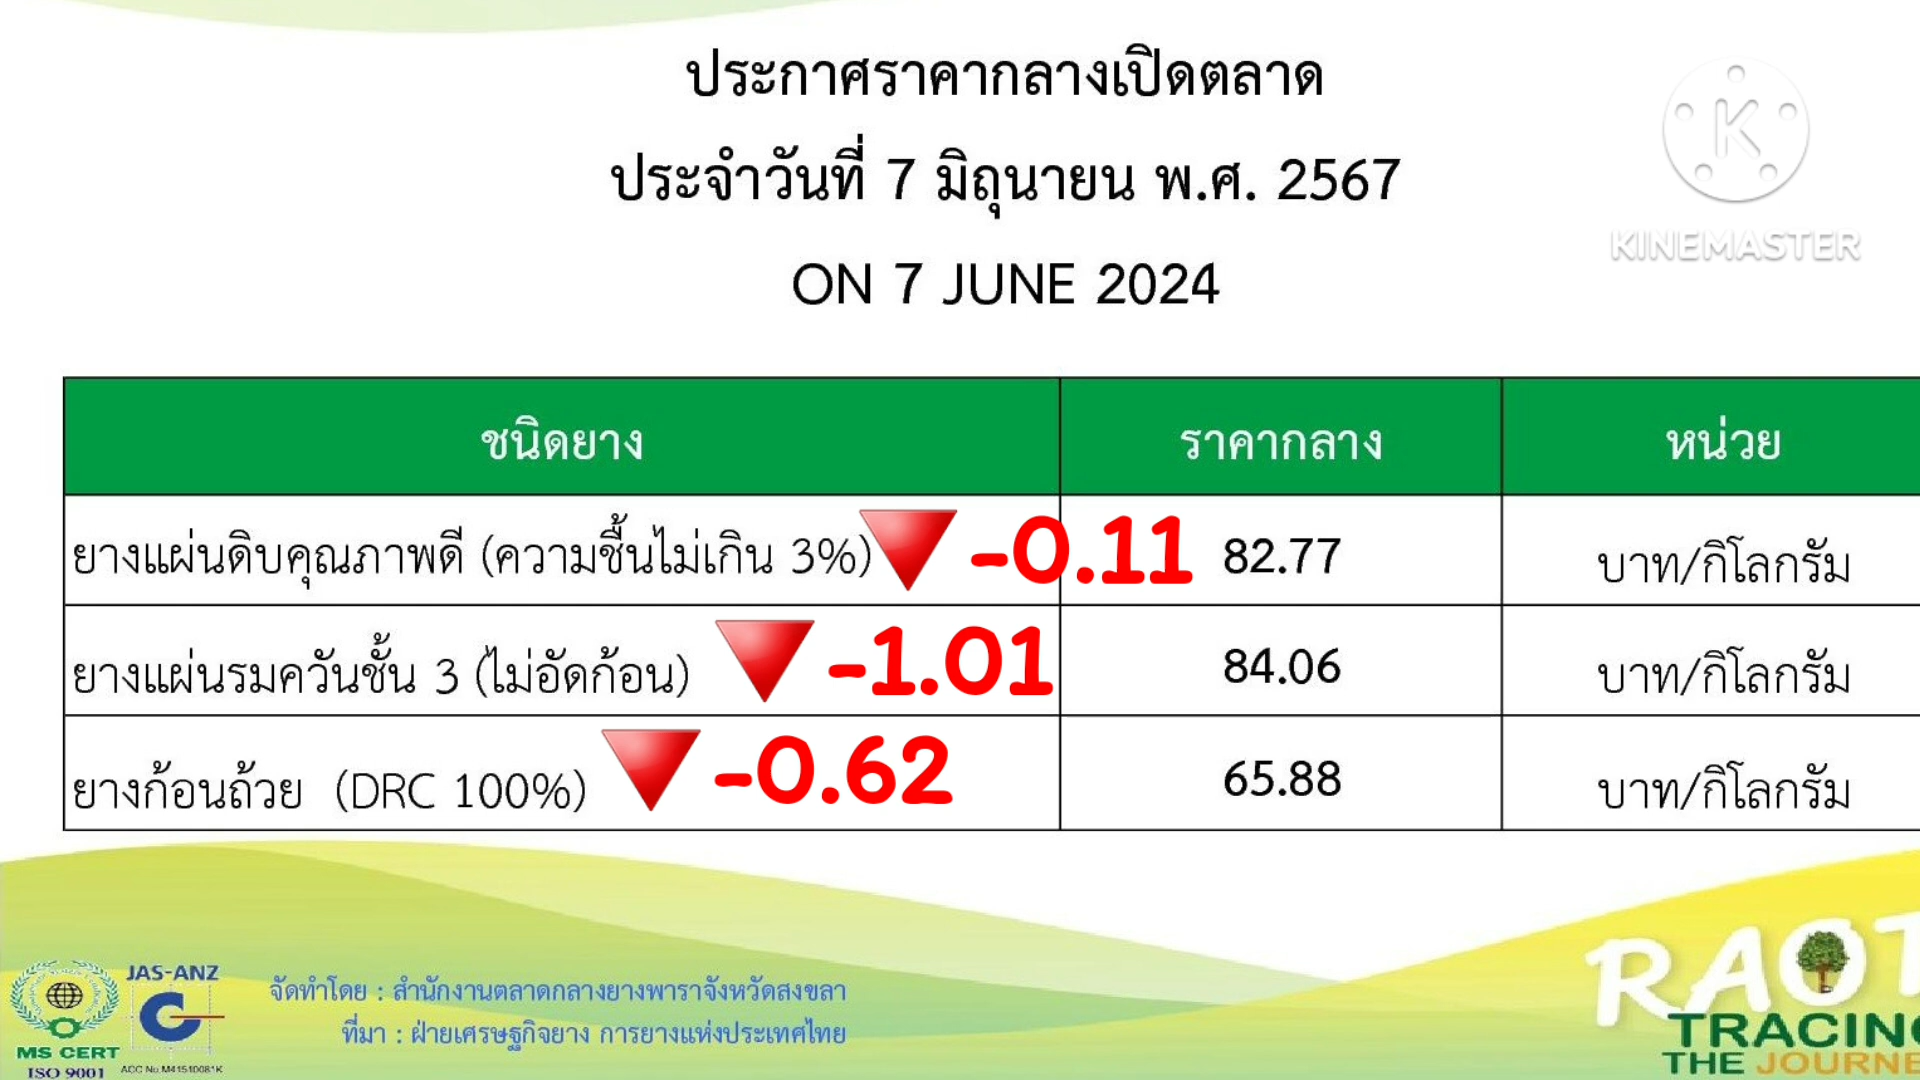 ประกาศราคากลางเปิดตลาด
ประจำวันที่ 7 มิถุนายน พ.ศ. 2567
ON 7 JUNE 2024
KINEMASTER
ชนิดยาง ราคากลาง หน่วย
ยางแผ่นดิบคุณภาพดี (ความชื้นไม่เกิน 3%) -0.11 82.77 บาท/กิโลกรัม
ยางแผ่นรมควันชั้น 3 (ไม่อัดก้อน) -1.01 84.06 บาท/กิโลกรัม
ยางก้อนถ้วย (DRC 100%) -0.62 65.88 บาท/กิโลกรัม
จัดทำโดย : สำนักงานตลาดกลางยางพาราจังหวัดสงขลา
ที่มา : ฝ่ายเศรษฐกิจยาง การยางแห่งประเทศไทย
JAS-ANZ
MS CERT
ISO 9001
ACC No.M41510081K
RAOT
TRACING
THE JOURNE